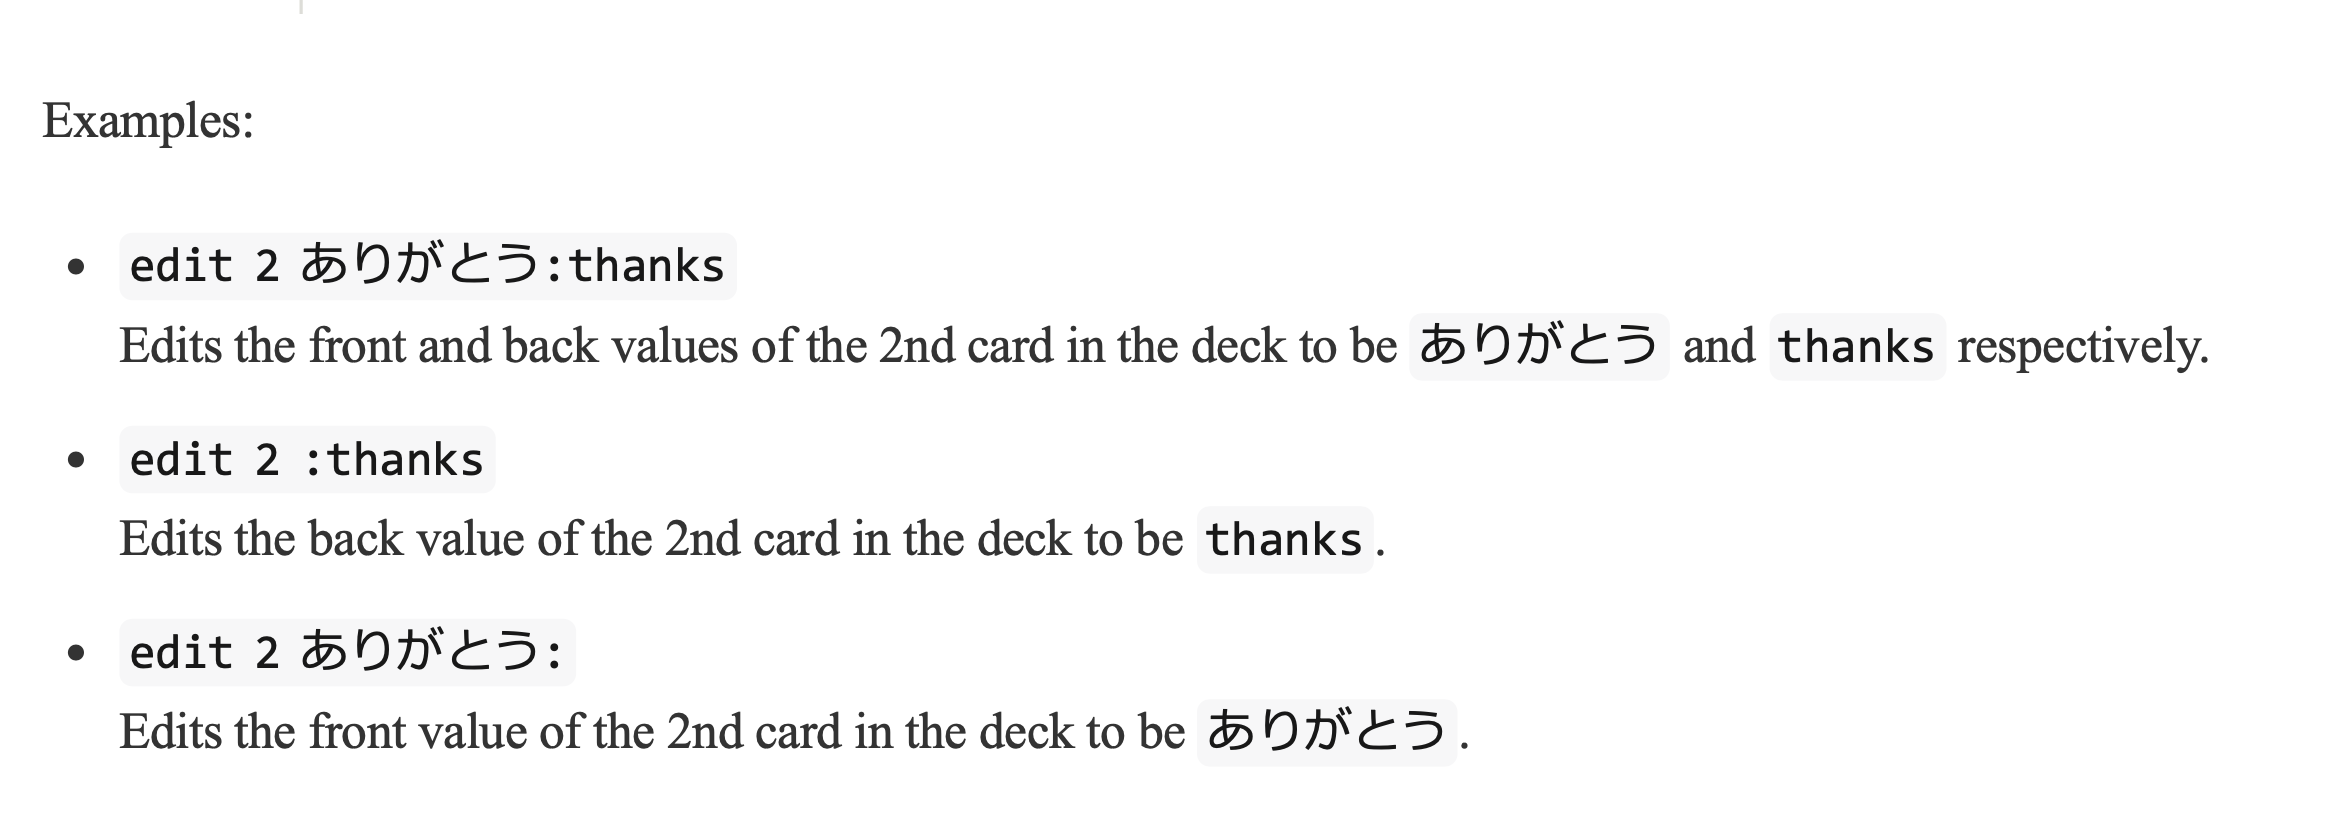 Examples:
edit 2 ありがとう:thanks
Edits the front and back values of the 2nd card in the deck to be ありがとう and thanks respectively.
edit 2 :thanks
Edits the back value of the 2nd card in the deck to be thanks.
edit 2 ありがとう:
Edits the front value of the 2nd card in the deck to be ありがとう.